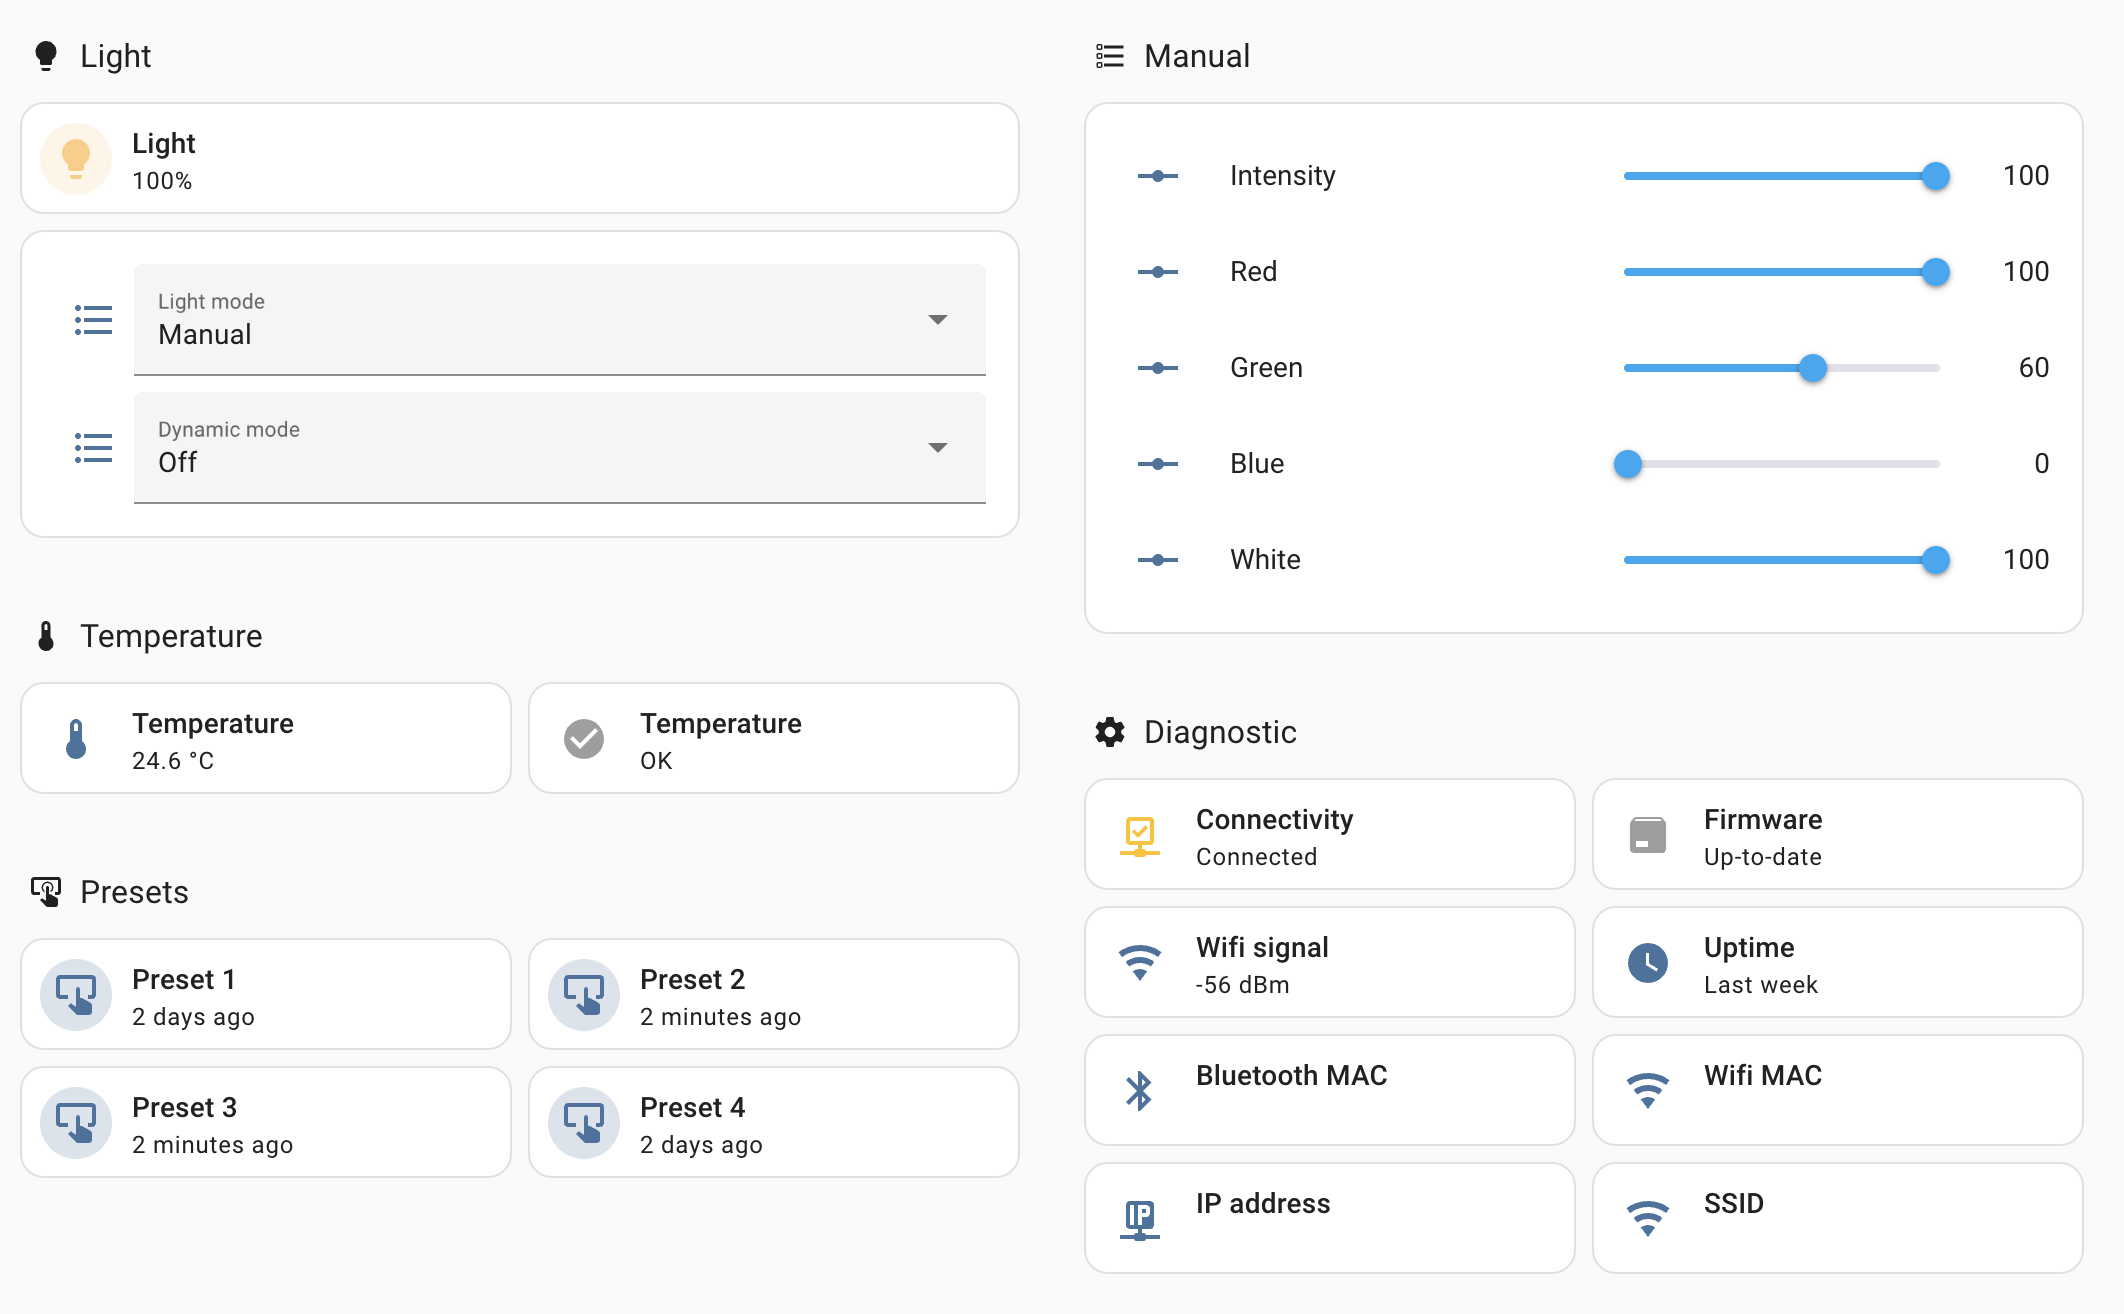 Light
Light
100%
Light mode
Manual
Dynamic mode
Off
Temperature
Temperature
24.6 °C
Temperature
OK
Presets
Preset 1
2 days ago
Preset 2
2 minutes ago
Preset 3
2 minutes ago
Preset 4
2 days ago
Manual
Intensity 100
Red 100
Green 60
Blue 0
White 100
Diagnostic
Connectivity
Connected
Firmware
Up-to-date
Wifi signal
-56 dBm
Uptime
Last week
Bluetooth MAC
Wifi MAC
IP
IP address
SSID